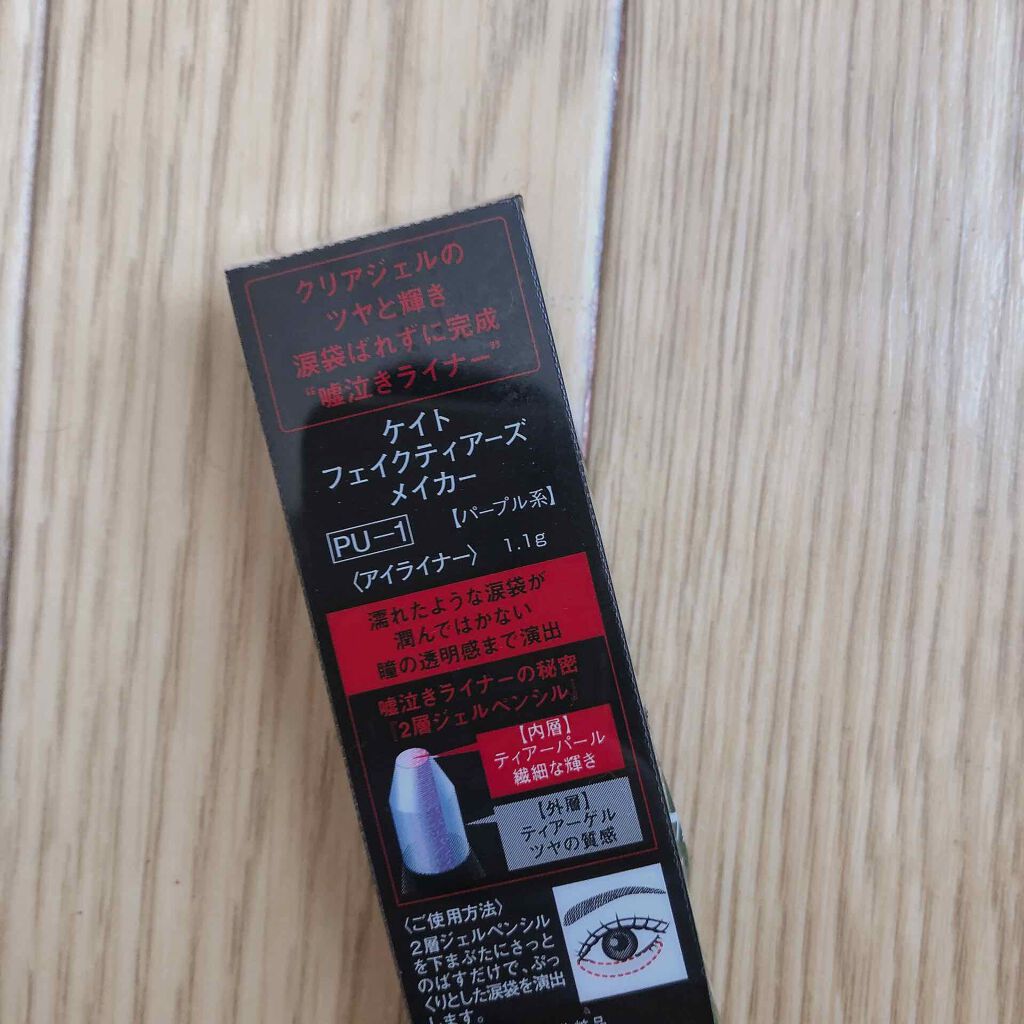 クリアジェルの
ツヤと輝き
涙袋ばれずに完成
“嘘泣きライナー”
ケイト
フェイクティアーズ
メイカー
PU−1 【パープル系】
〈アイライナー〉 1.1g
濡れたような涙袋が
潤んではかない
瞳の透明感まで演出
嘘泣きライナーの秘密
『2層ジェルペンシル』
【内層】
ティアーパール
繊細な輝き
【外層】
ティアーゲル
ツヤの質感
〈ご使用方法〉
2層ジェルペンシル
を下まぶたにさっと
のばすだけで、ぷっ
くりとした涙袋を演出
します。